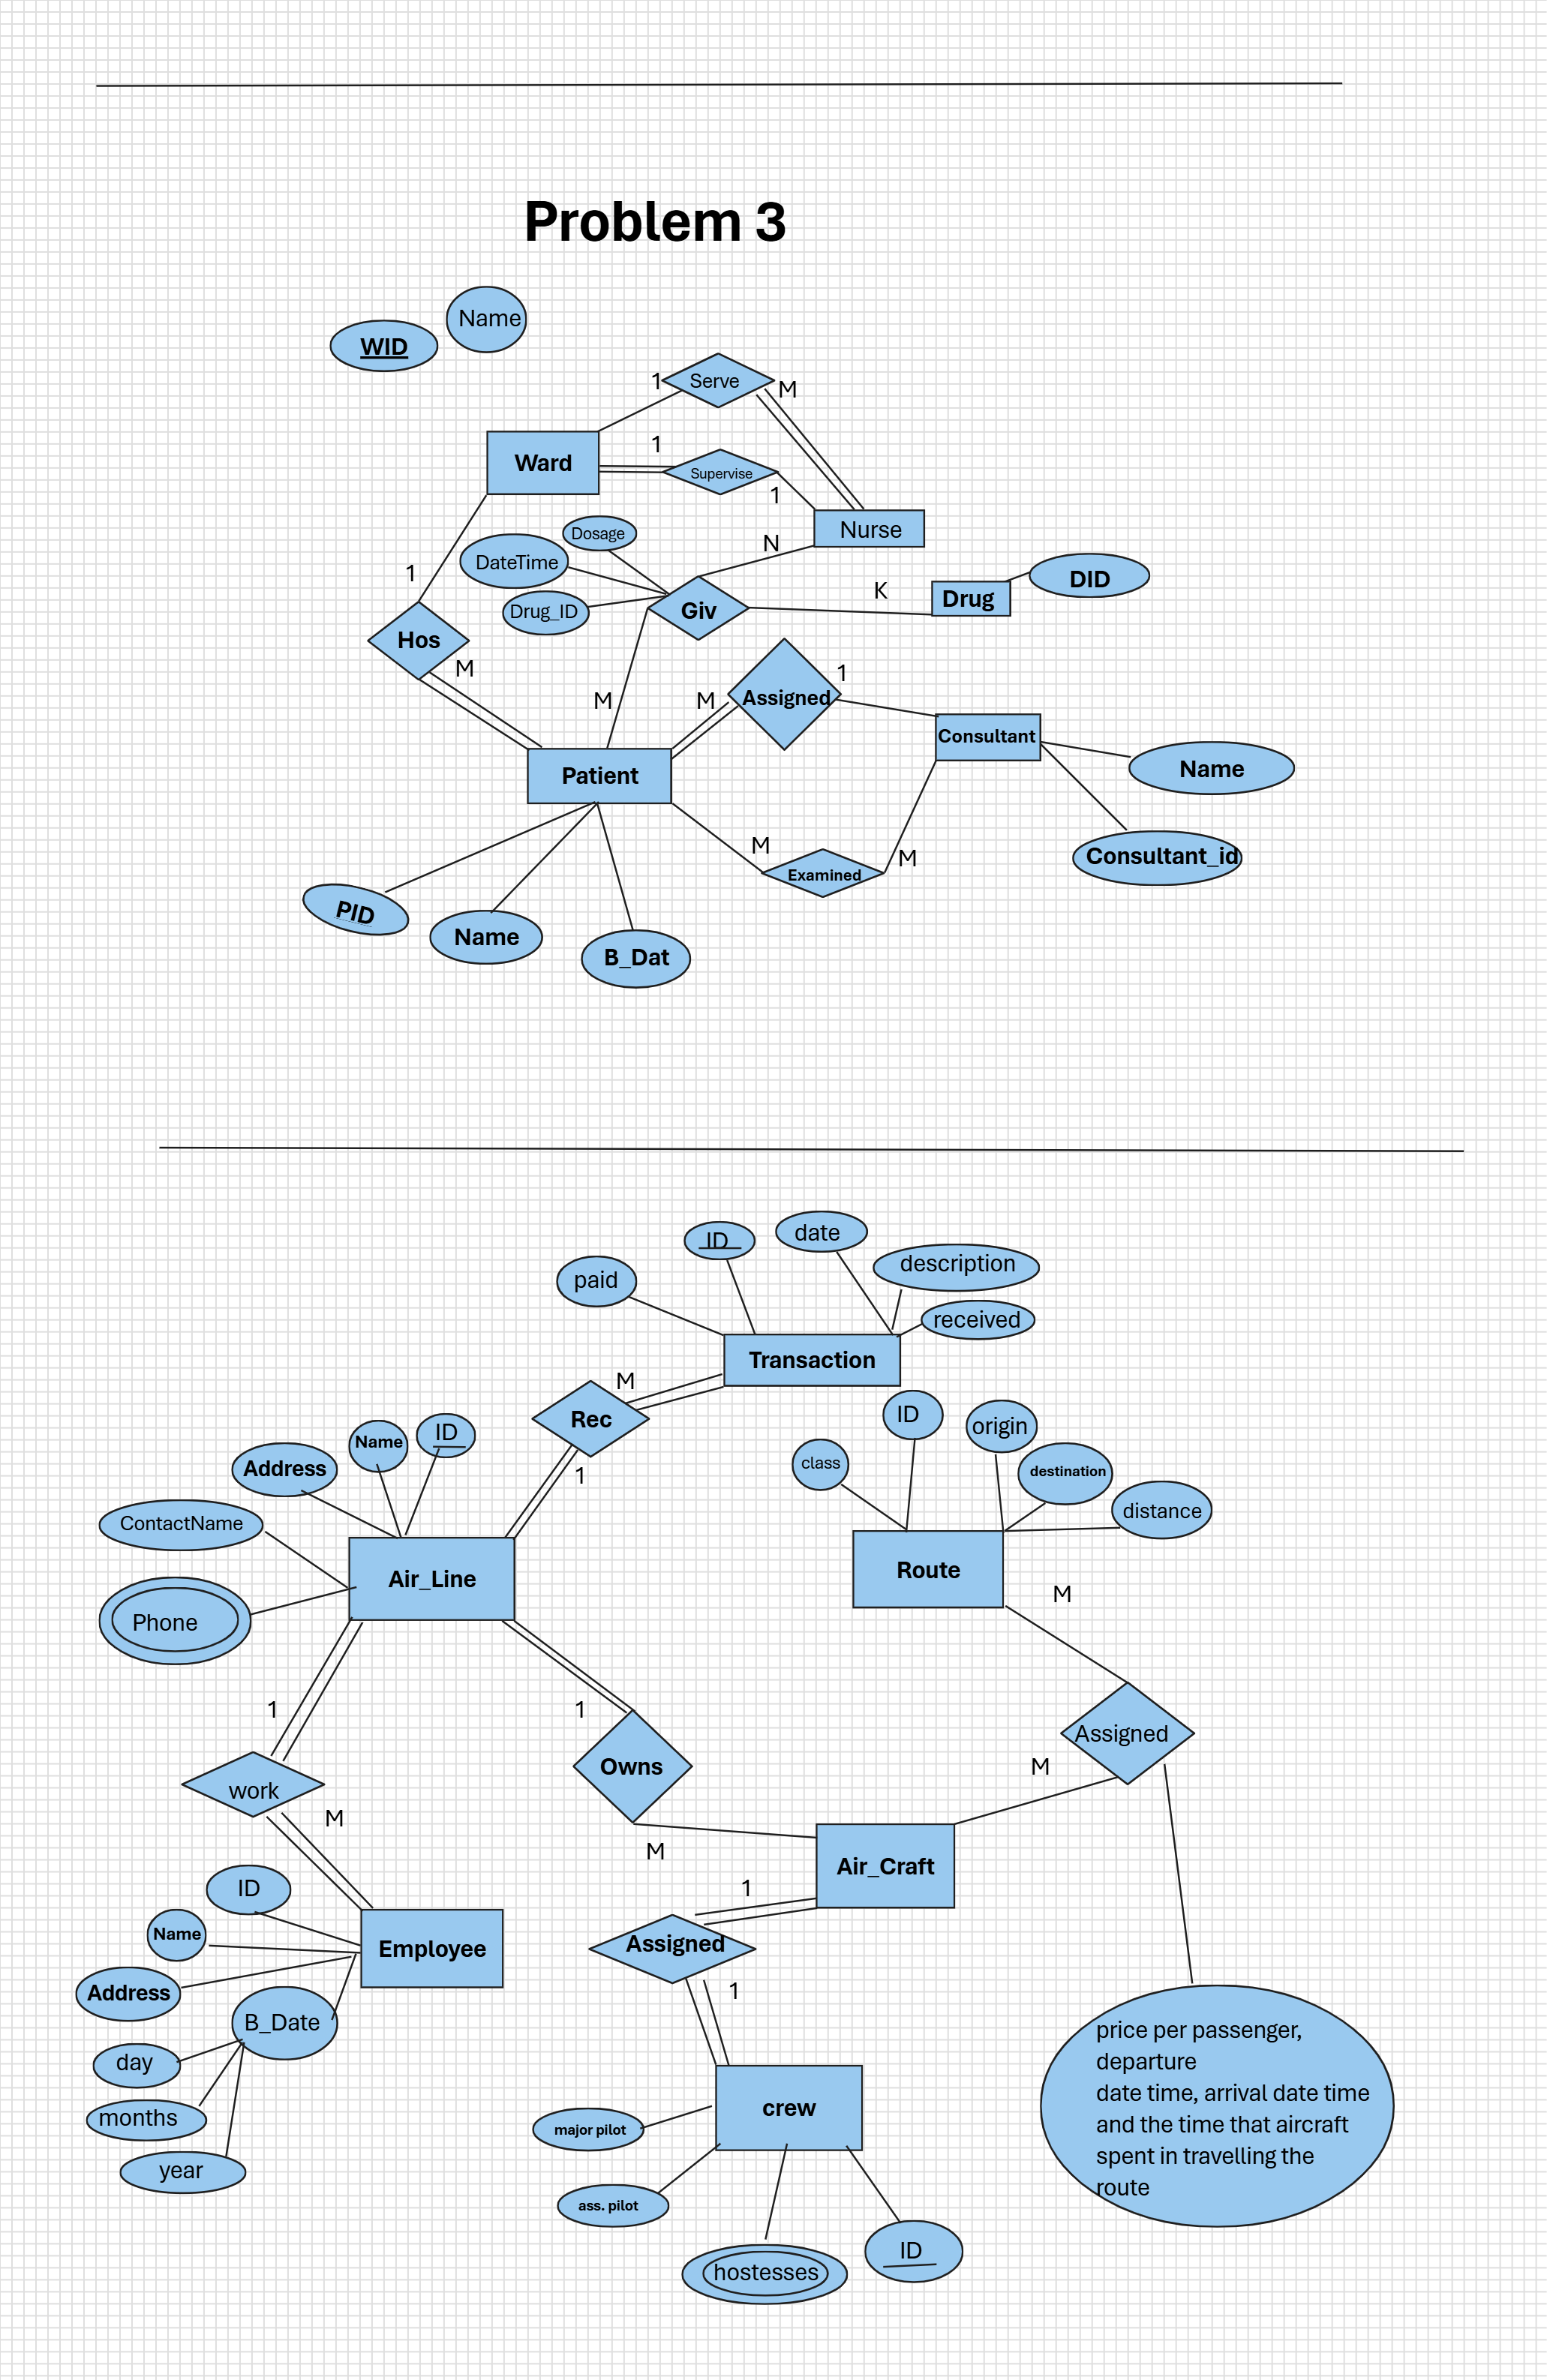 Problem 3
Name
WID
Serve
1
M
Ward
1
Supervise
1
Nurse
Dosage
N
DateTime
1
DID
K
Drug
Drug_ID
Giv
Hos
M
1
M
M
Assigned
Consultant
Patient
Name
M
M
Consultant_id
Examined
PID
Name
B_Dat
ID
date
description
paid
received
Transaction
M
Rec
ID
origin
Name
ID
class
Address
destination
1
distance
ContactName
Air_Line
Route
M
Phone
1
1
Assigned
Owns
M
work
M
M
Air_Craft
ID
1
Name
Employee
Assigned
Address
1
B_Date
price per passenger,
departure
date time, arrival date time
and the time that aircraft
spent in travelling the
route
day
months
crew
major pilot
year
ass. pilot
ID
hostesses